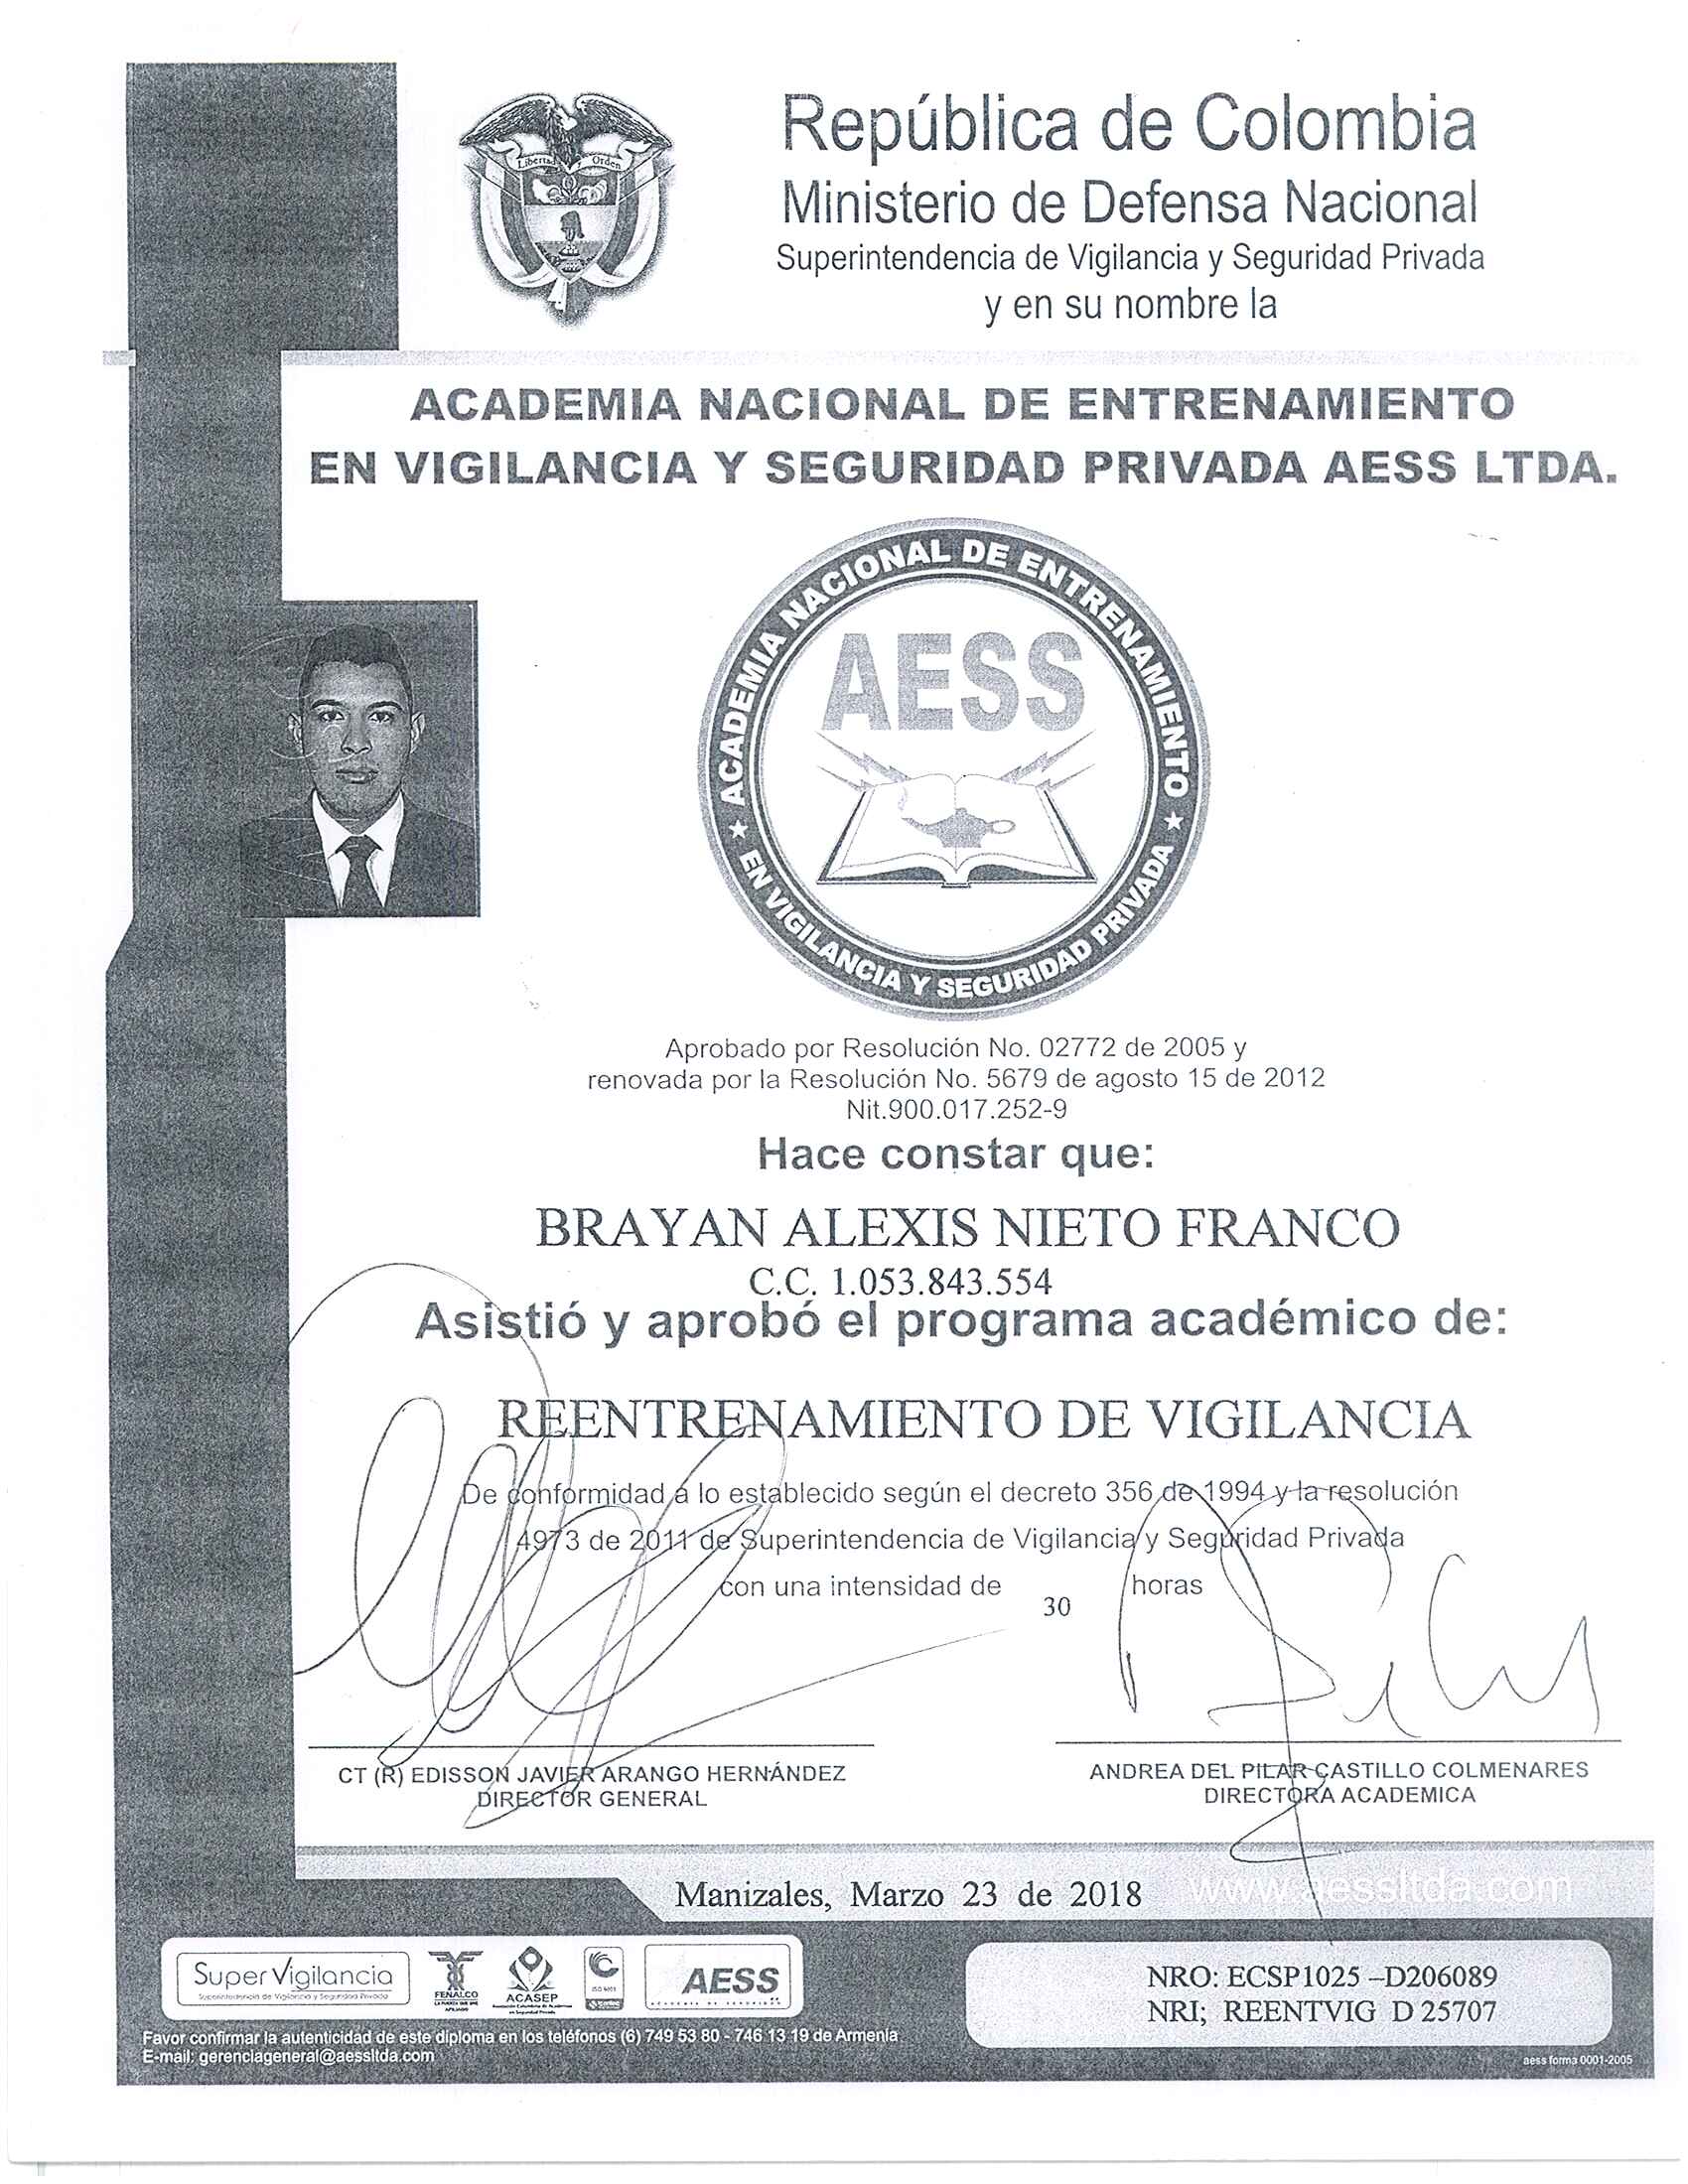 República de Colombia
Ministerio de Defensa Nacional
Superintendencia de Vigilancia y Seguridad Privada
y en su nombre la
Libertad y Orden
ACADEMIA NACIONAL DE ENTRENAMIENTO
EN VIGILANCIA Y SEGURIDAD PRIVADA AESS LTDA.
ACADEMIA NACIONAL DE ENTRENAMIENTO
AESS
EN VIGILANCIA Y SEGURIDAD PRIVADA
Aprobado por Resolución No. 02772 de 2005 y
renovada por la Resolución No. 5679 de agosto 15 de 2012
Nit.900.017.252-9
Hace constar que:
BRAYAN ALEXIS NIETO FRANCO
C.C. 1.053.843.554
Asistió y aprobó el programa académico de:
REENTRENAMIENTO DE VIGILANCIA
De conformidad a lo establecido según el decreto 356 de 1994 y la resolución
4973 de 2011 de Superintendencia de Vigilancia y Seguridad Privada
con una intensidad de 30 horas
CT (R) EDISSON JAVIER ARANGO HERNÁNDEZ
DIRECTOR GENERAL
ANDREA DEL PILAR CASTILLO COLMENARES
DIRECTORA ACADEMICA
Manizales, Marzo 23 de 2018
www.aessltda.com
SuperVigilancia
Superintendencia de Vigilancia y Seguridad Privada
FENALCO
ACASEP
ISO 9001
AESS
NRO: ECSP1025 –D206089
NRI; REENTVIG D 25707
Favor confirmar la autenticidad de este diploma en los teléfonos (6) 749 53 80 - 746 13 19 de Armenia
E-mail: gerenciageneral@aessltda.com
aess forma 0001-2005